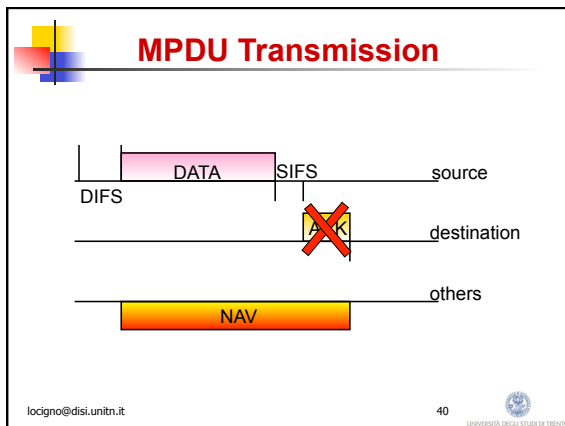 MPDU Transmission
DATA
SIFS
source
DIFS
ACK
destination
others
NAV
locigno@disi.unitn.it
40
UNIVERSITÀ DEGLI STUDI DI TRENTO